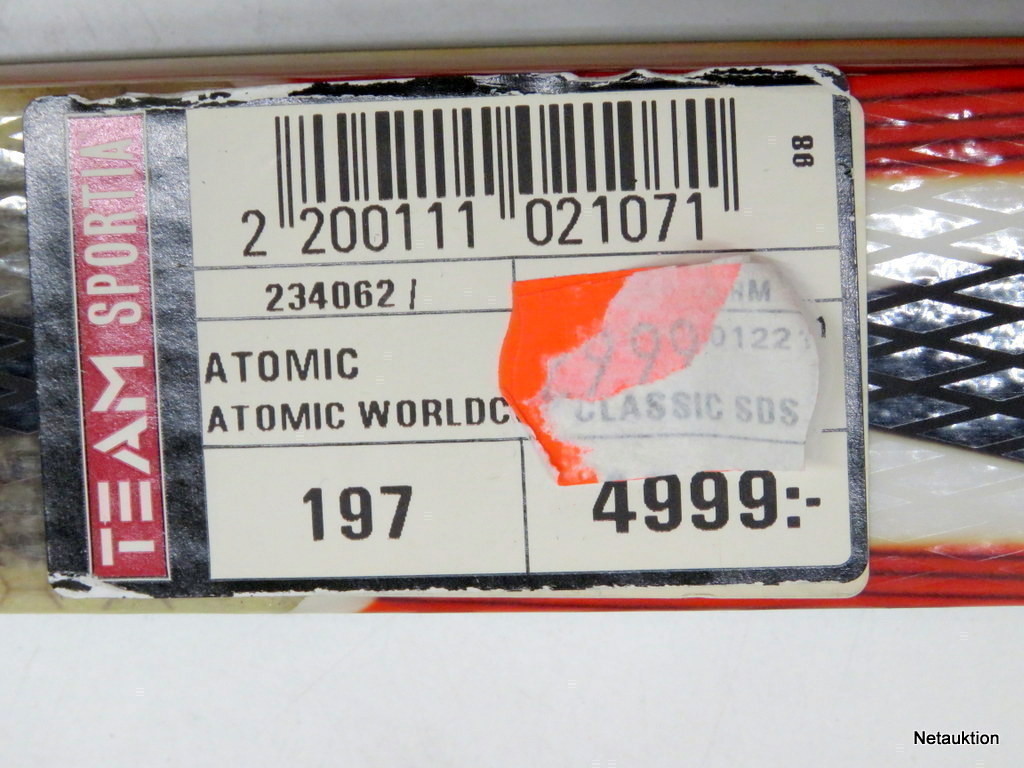 TEAM SPORTIA
98
2 200111 021071
234062 /
ATOMIC
ATOMIC WORLDC
CLASSIC SDS
197
4999:-
Netauktion